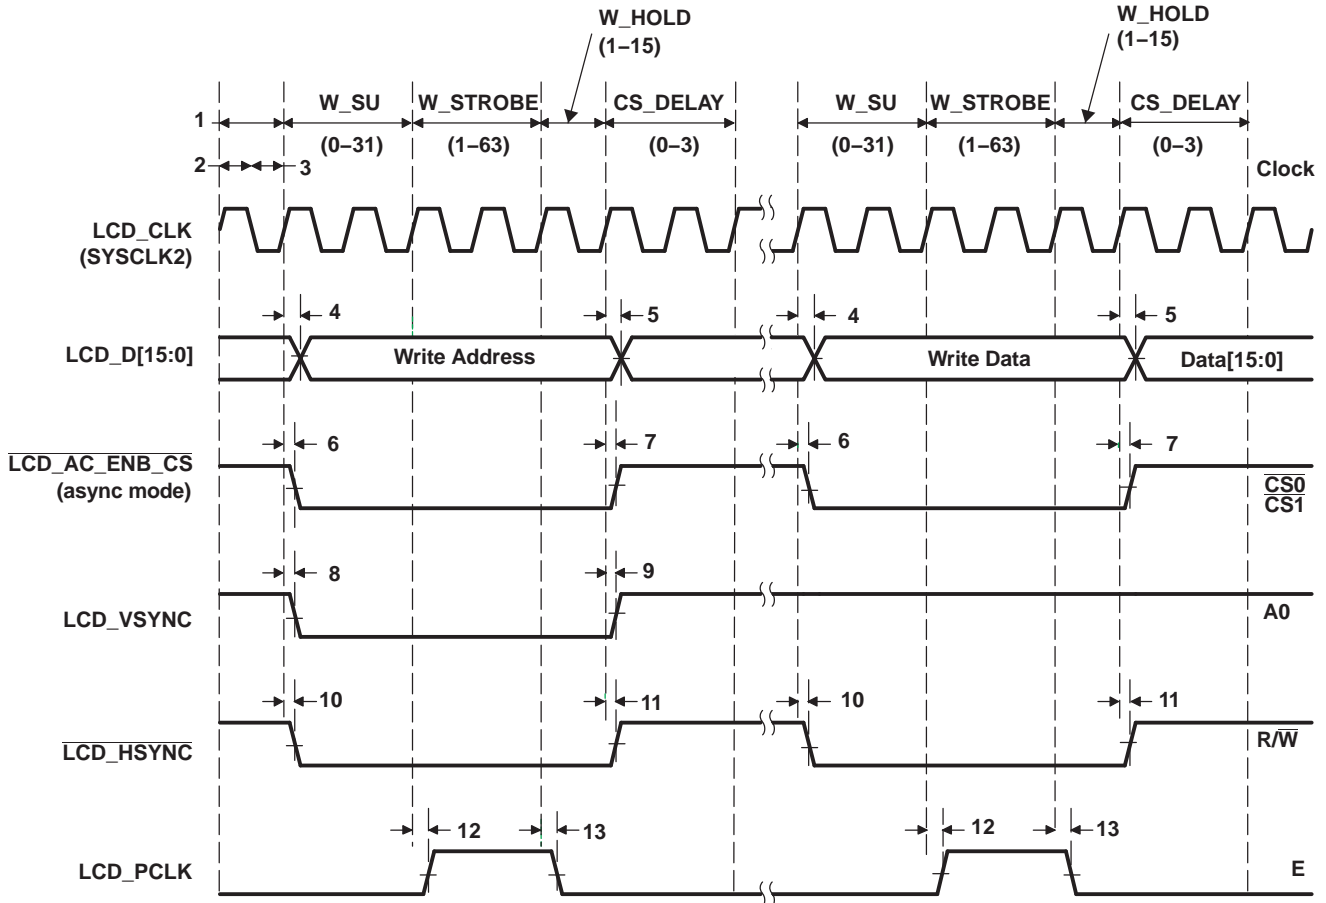 W_HOLD
(1–15)
W_HOLD
(1–15)
W_SU W_STROBE CS_DELAY W_SU W_STROBE CS_DELAY
1
(0–31) (1–63) (0–3) (0–31) (1–63) (0–3)
2 3 Clock
LCD_CLK
(SYSCLK2)
4 5 4 5
LCD_D[15:0] Write Address Write Data Data[15:0]
6 7 6 7
LCD_AC_ENB_CS
(async mode)
CS0
CS1
8 9
LCD_VSYNC A0
10 11 10 11
LCD_HSYNC R/W
12 13 12 13
LCD_PCLK E